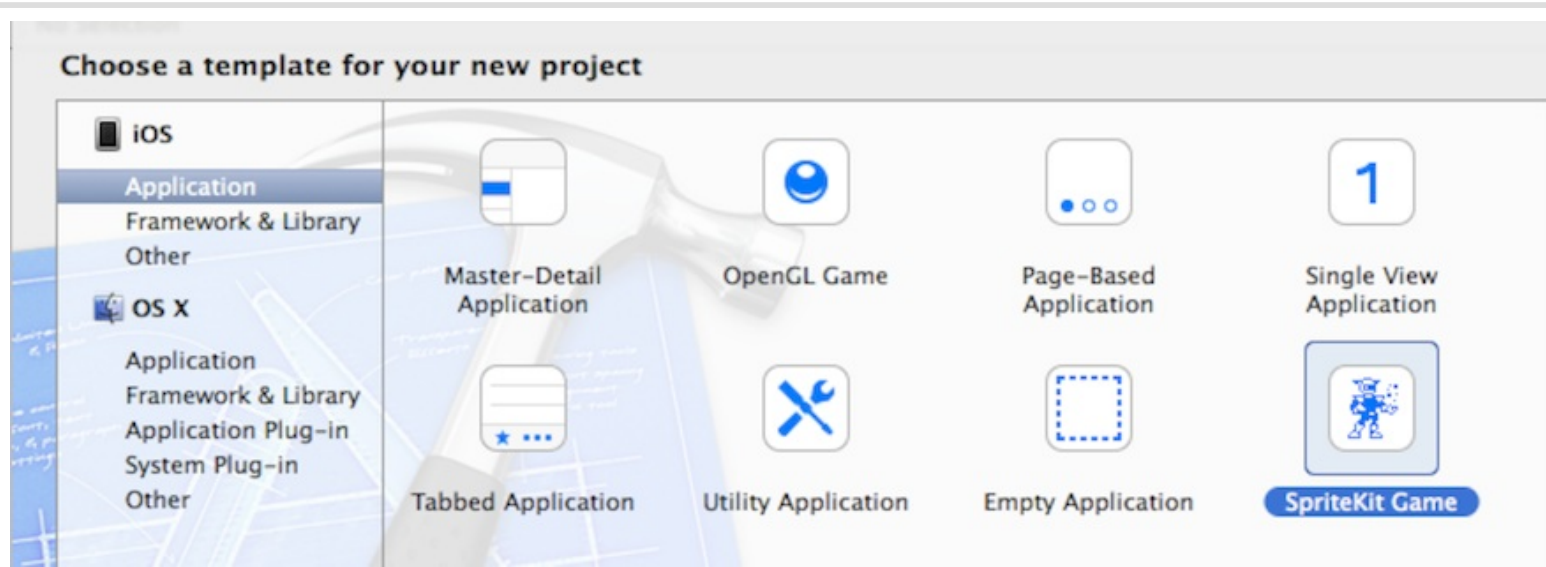 No Selection
Choose a template for your new project
iOS
Application
Framework & Library
Other
OS X
Application
Framework & Library
Application Plug-in
System Plug-in
Other
Master-Detail
Application
OpenGL Game
Page-Based
Application
1
Single View
Application
Tabbed Application
Utility Application
Empty Application
SpriteKit Game